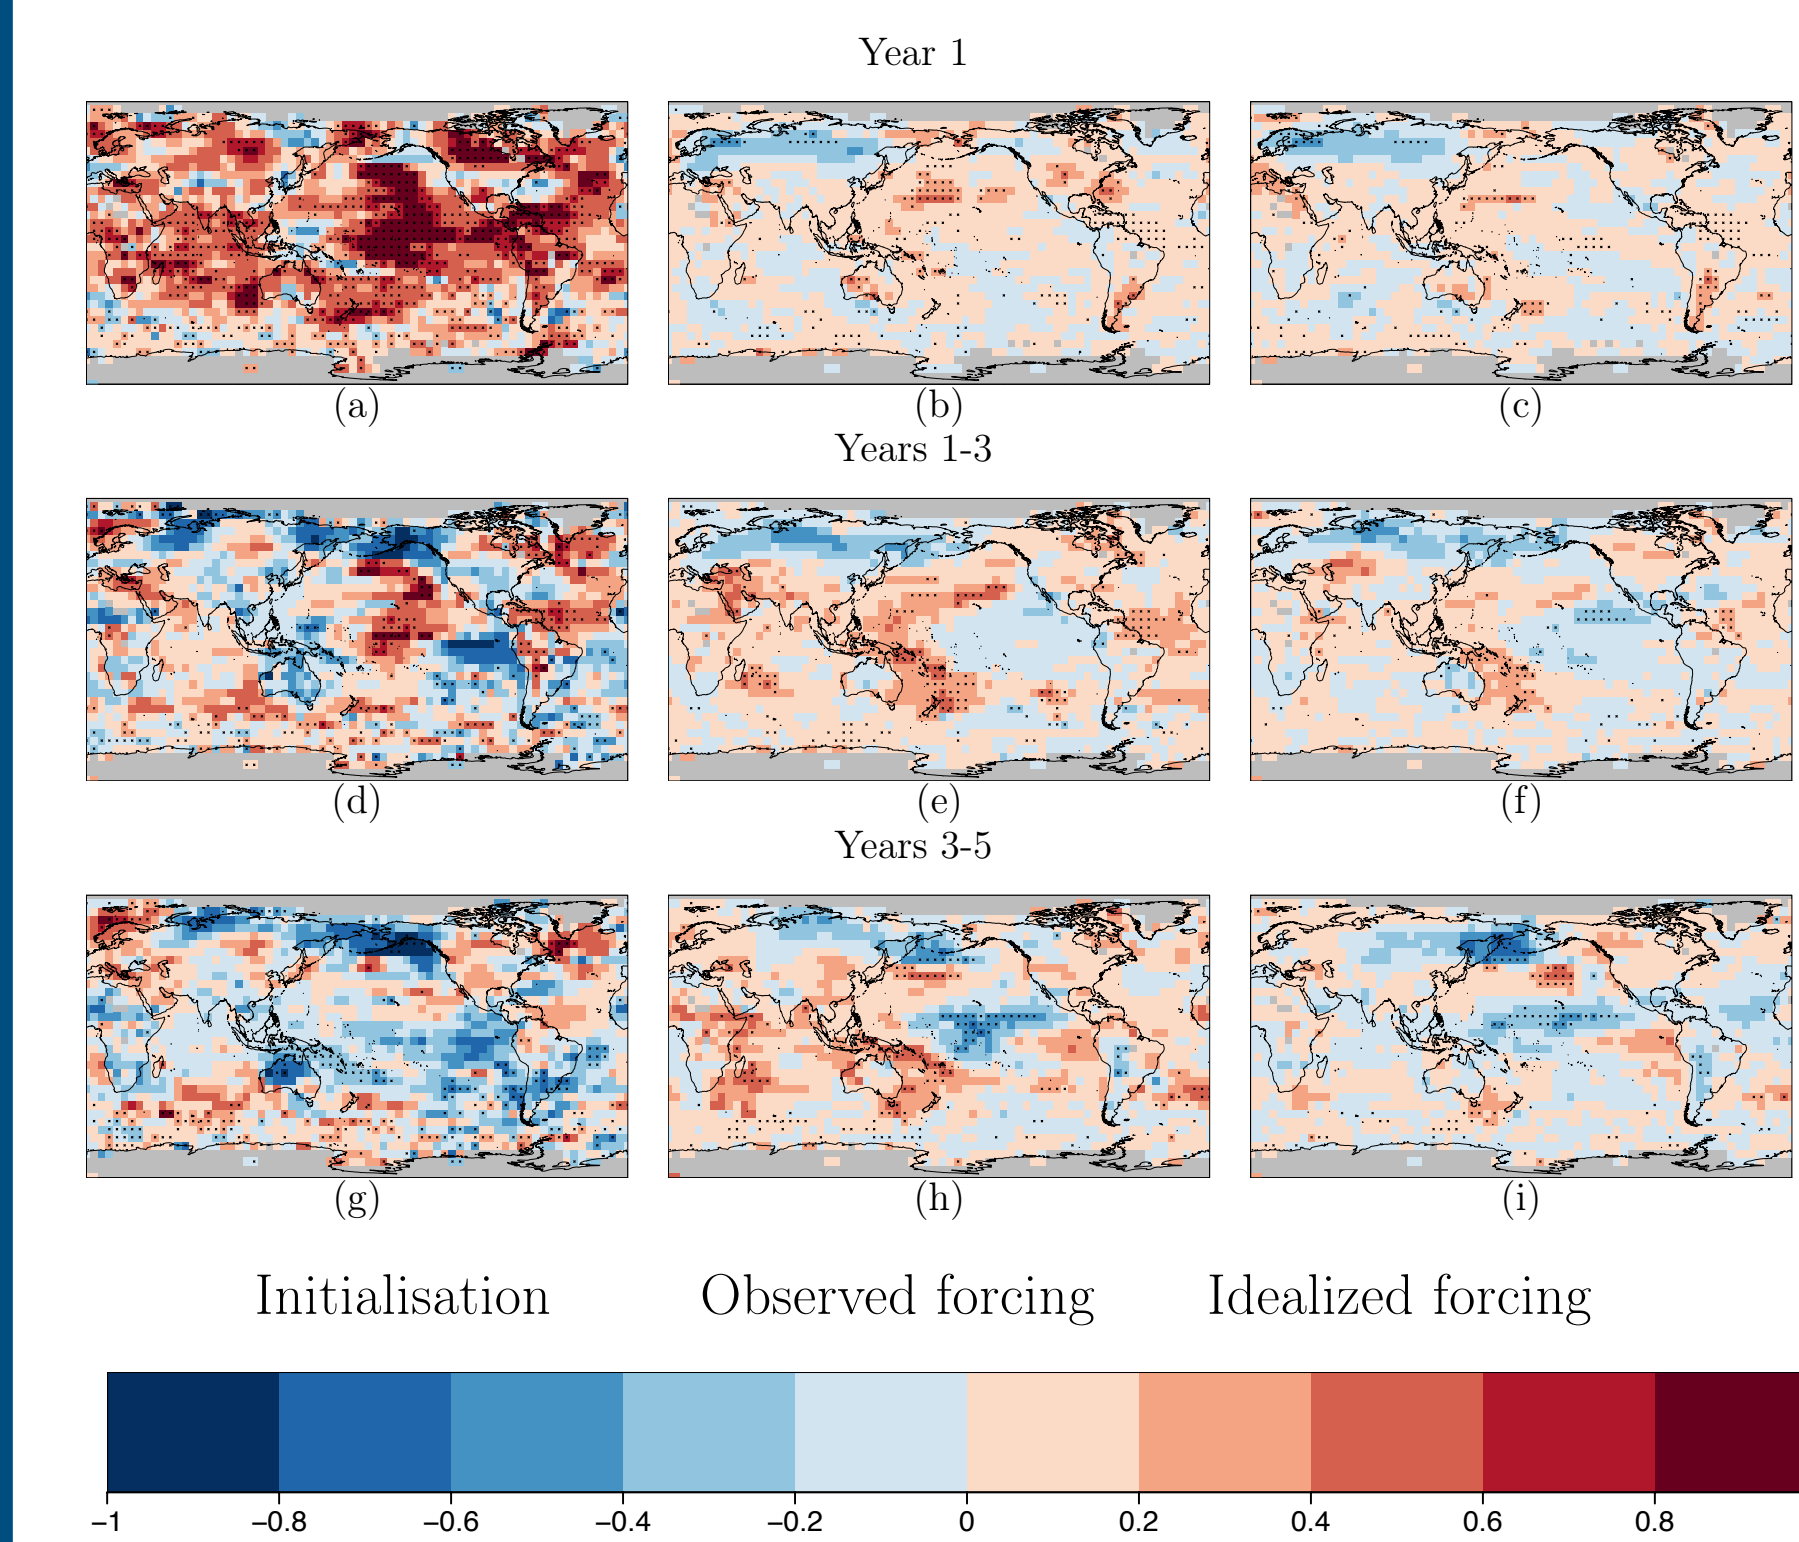 Year 1
(a) (b) (c)
Years 1-3
(d) (e) (f)
Years 3-5
(g) (h) (i)
Initialisation Observed forcing Idealized forcing
−1 −0.8 −0.6 −0.4 −0.2 0 0.2 0.4 0.6 0.8